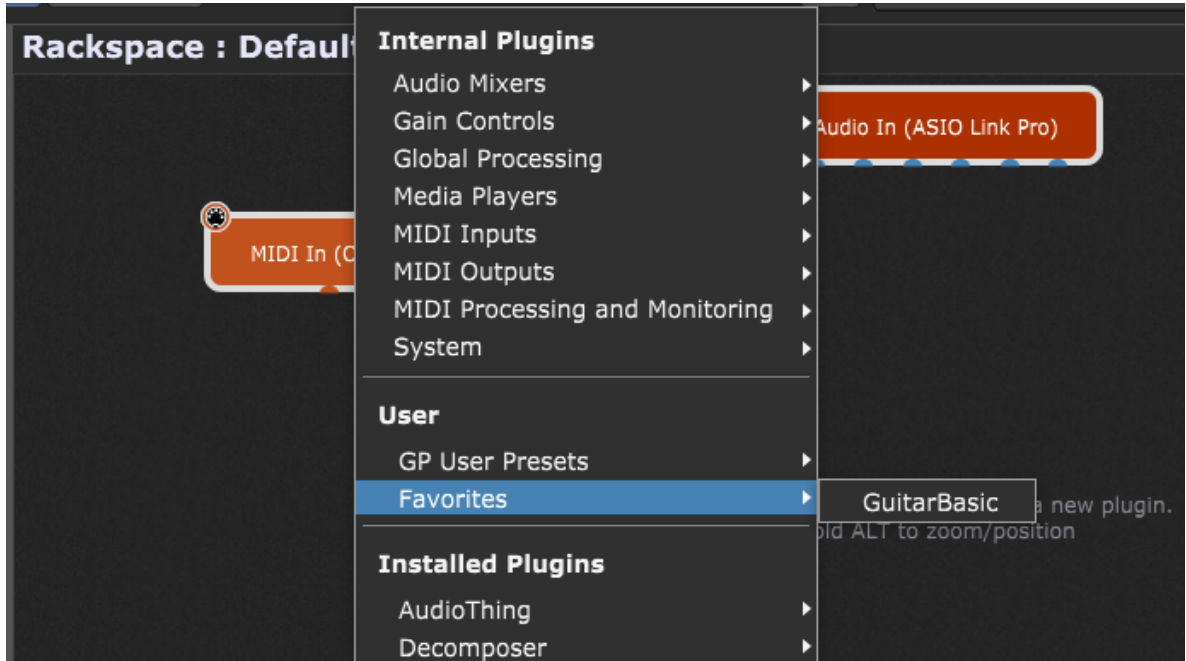 Rackspace : Defaul
Internal Plugins
Audio Mixers
Gain Controls
Global Processing
Media Players
MIDI Inputs
MIDI Outputs
MIDI Processing and Monitoring
System
User
GP User Presets
Favorites
Installed Plugins
AudioThing
Decomposer
MIDI In (
Audio In (ASIO Link Pro)
GuitarBasic
a new plugin.
old ALT to zoom/position